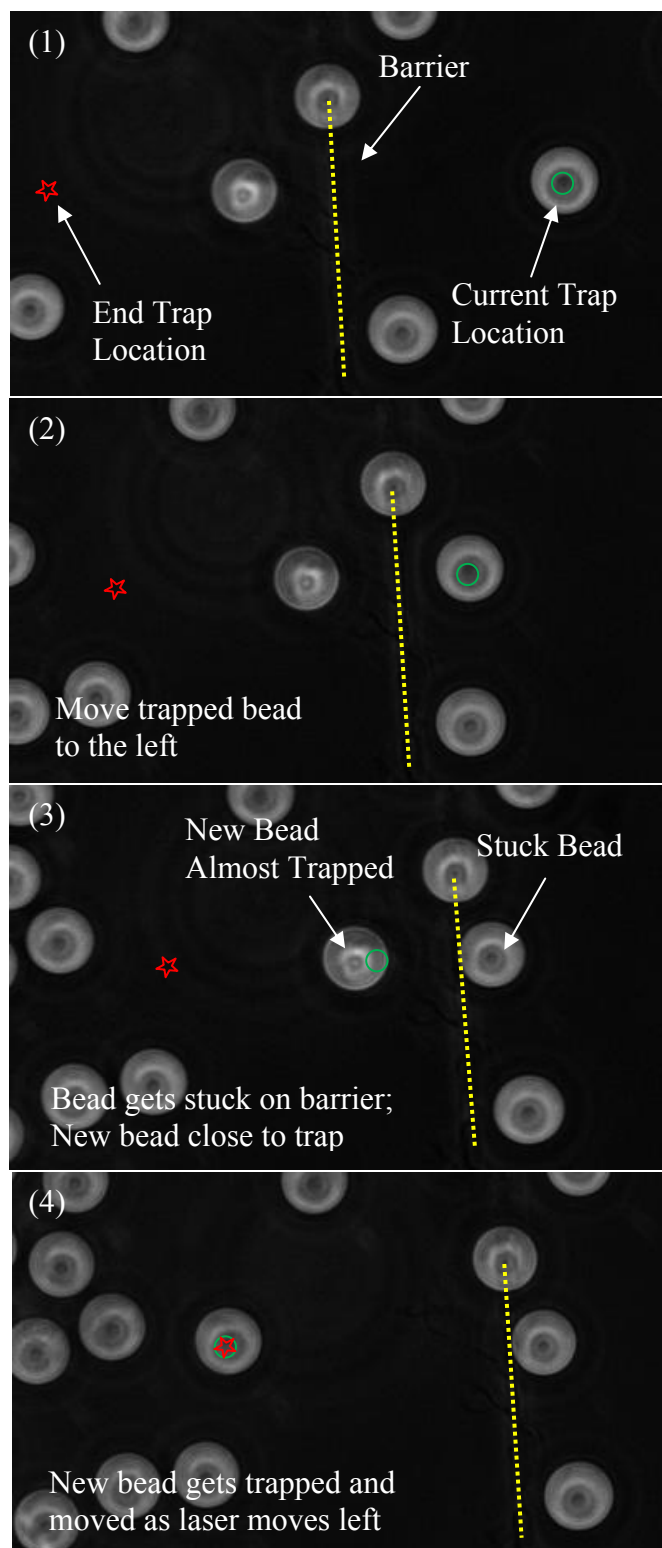 (1)
Barrier
End Trap
Location
Current Trap
Location
(2)
Move trapped bead
to the left
(3)
New Bead
Almost Trapped
Stuck Bead
Bead gets stuck on barrier;
New bead close to trap
(4)
New bead gets trapped and
moved as laser moves left